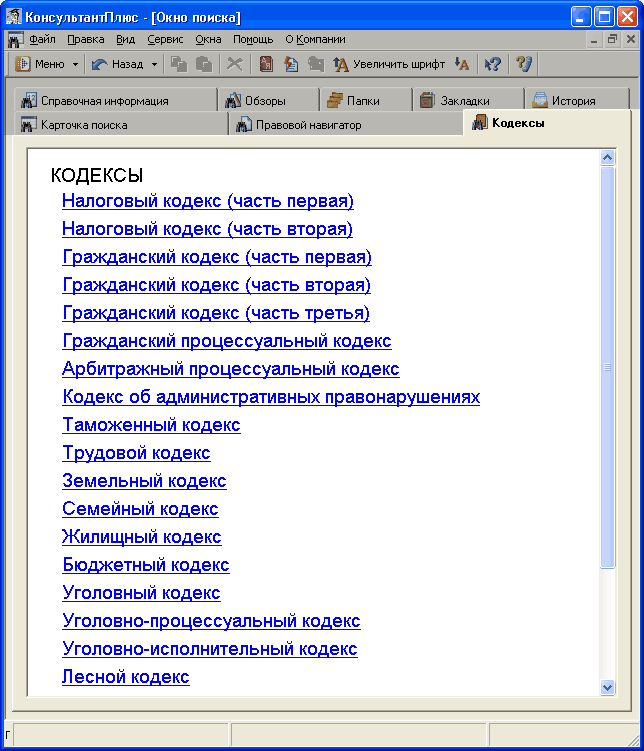 КонсультантПлюс - [Окно поиска]
Файл Правка Вид Сервис Окна Помощь О Компании
Меню Назад Увеличить шрифт
Справочная информация Обзоры Папки Закладки История
Карточка поиска Правовой навигатор Кодексы
КОДЕКСЫ
Налоговый кодекс (часть первая)
Налоговый кодекс (часть вторая)
Гражданский кодекс (часть первая)
Гражданский кодекс (часть вторая)
Гражданский кодекс (часть третья)
Гражданский процессуальный кодекс
Арбитражный процессуальный кодекс
Кодекс об административных правонарушениях
Таможенный кодекс
Трудовой кодекс
Земельный кодекс
Семейный кодекс
Жилищный кодекс
Бюджетный кодекс
Уголовный кодекс
Уголовно-процессуальный кодекс
Уголовно-исполнительный кодекс
Лесной кодекс